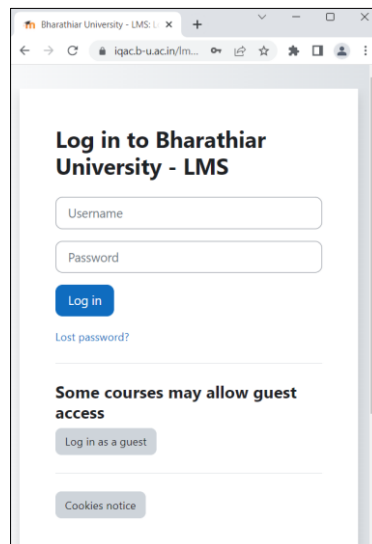 Bharathiar University - LMS: L
iqac.b-u.ac.in/lm...
Log in to Bharathiar
University - LMS
Username
Password
Log in
Lost password?
Some courses may allow guest
access
Log in as a guest
Cookies notice